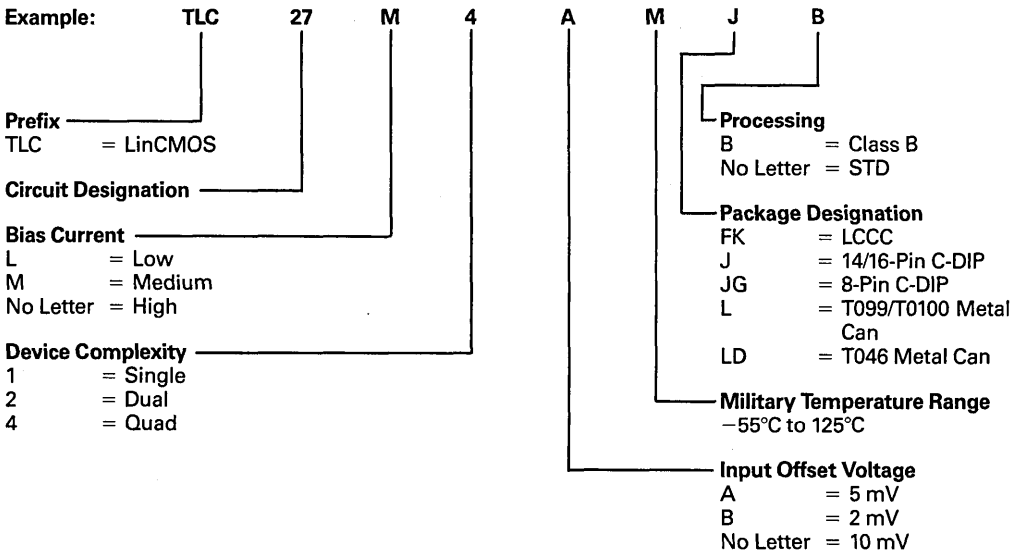 Example: TLC 27 M 4 A M J B
Prefix
TLC = LinCMOS
Circuit Designation
Bias Current
L = Low
M = Medium
No Letter = High
Device Complexity
1 = Single
2 = Dual
4 = Quad
Processing
B = Class B
No Letter = STD
Package Designation
FK = LCCC
J = 14/16-Pin C-DIP
JG = 8-Pin C-DIP
L = T099/T0100 Metal
Can
LD = T046 Metal Can
Military Temperature Range
−55°C to 125°C
Input Offset Voltage
A = 5 mV
B = 2 mV
No Letter = 10 mV